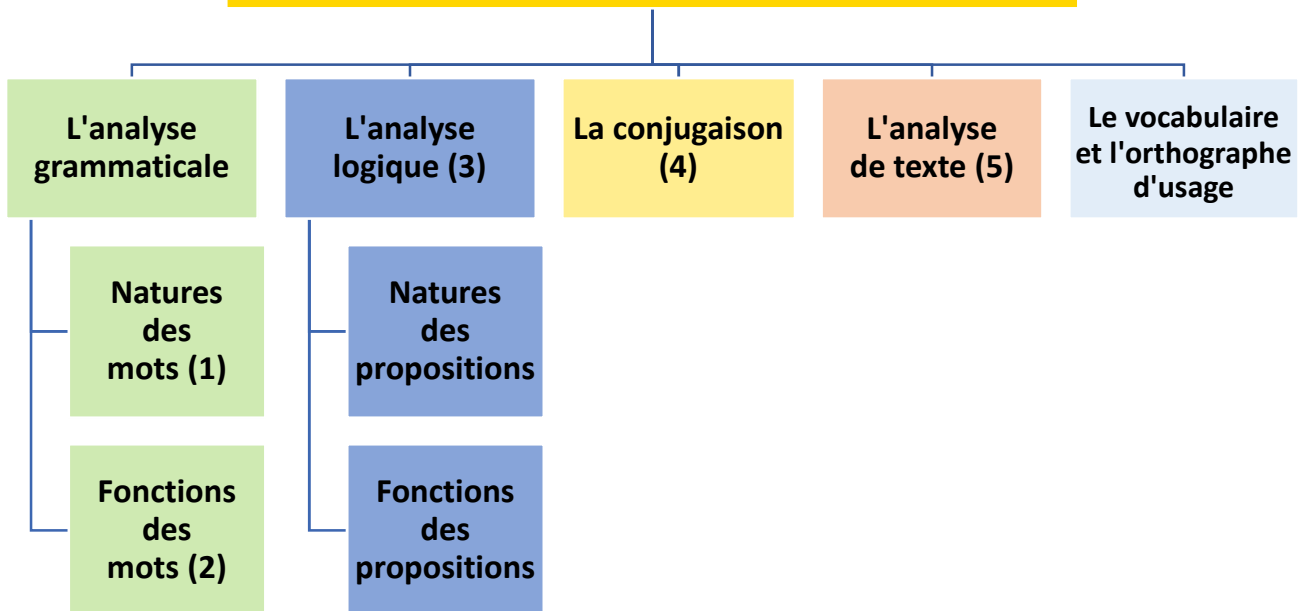 L'analyse
grammaticale
L'analyse
logique (3)
La conjugaison
(4)
L'analyse
de texte (5)
Le vocabulaire
et l'orthographe
d'usage
Natures
des
mots (1)
Natures
des
propositions
Fonctions
des
mots (2)
Fonctions
des
propositions